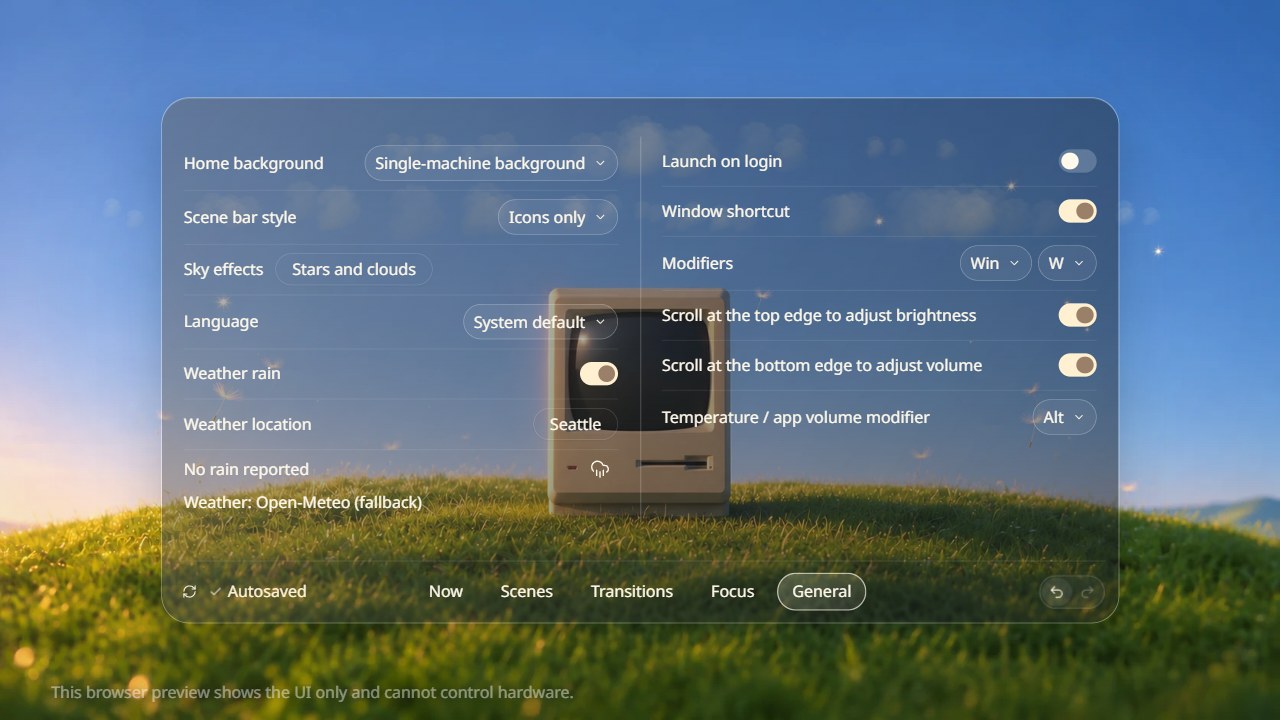 Home background
Single-machine background
Scene bar style
Icons only
Sky effects
Stars and clouds
Language
System default
Weather rain
Weather location
Seattle
No rain reported
Weather: Open-Meteo (fallback)
Launch on login
Window shortcut
Modifiers
Win
W
Scroll at the top edge to adjust brightness
Scroll at the bottom edge to adjust volume
Temperature / app volume modifier
Alt
Autosaved
Now
Scenes
Transitions
Focus
General
This browser preview shows the UI only and cannot control hardware.